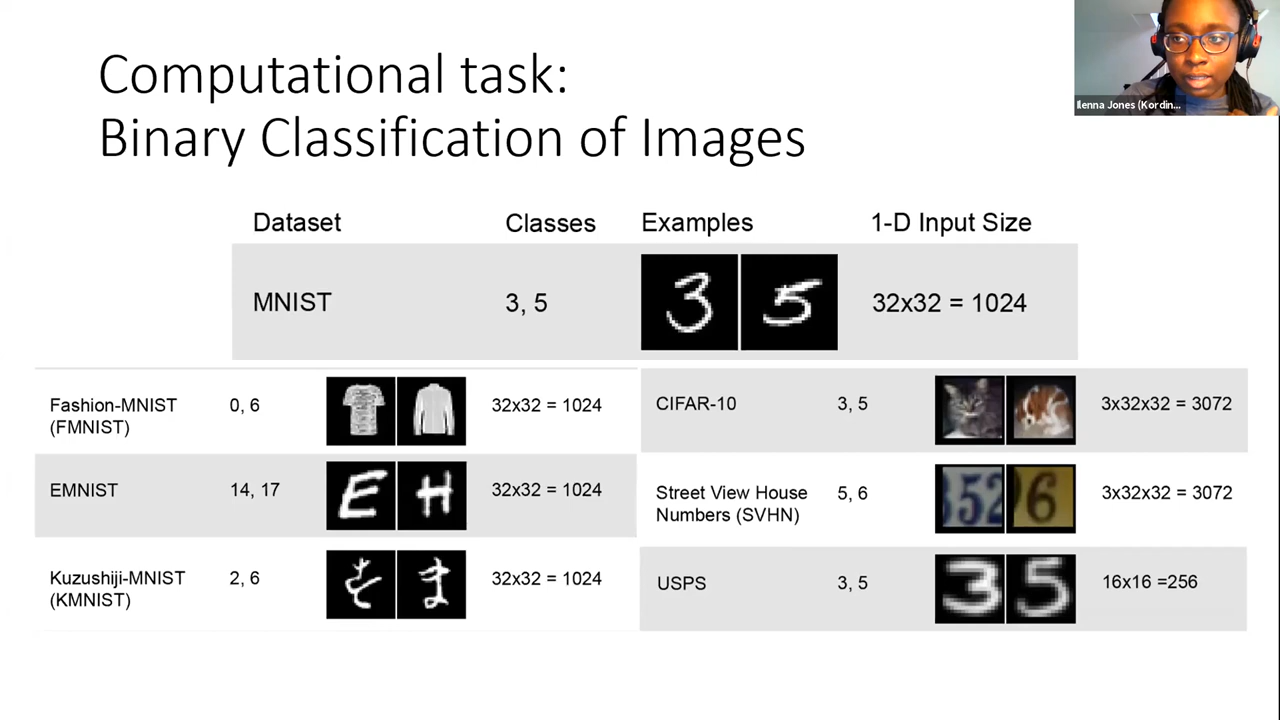 Computational task:
Binary Classification of Images
Ilenna Jones (Kordin...
Dataset Classes Examples 1-D Input Size
MNIST 3, 5 3 5 32x32 = 1024
Fashion-MNIST (FMNIST) 0, 6 32x32 = 1024
EMNIST 14, 17 E H 32x32 = 1024
Kuzushiji-MNIST (KMNIST) 2, 6 を ま 32x32 = 1024
CIFAR-10 3, 5 3x32x32 = 3072
Street View House Numbers (SVHN) 5, 6 352 6 3x32x32 = 3072
USPS 3, 5 3 5 16x16 =256